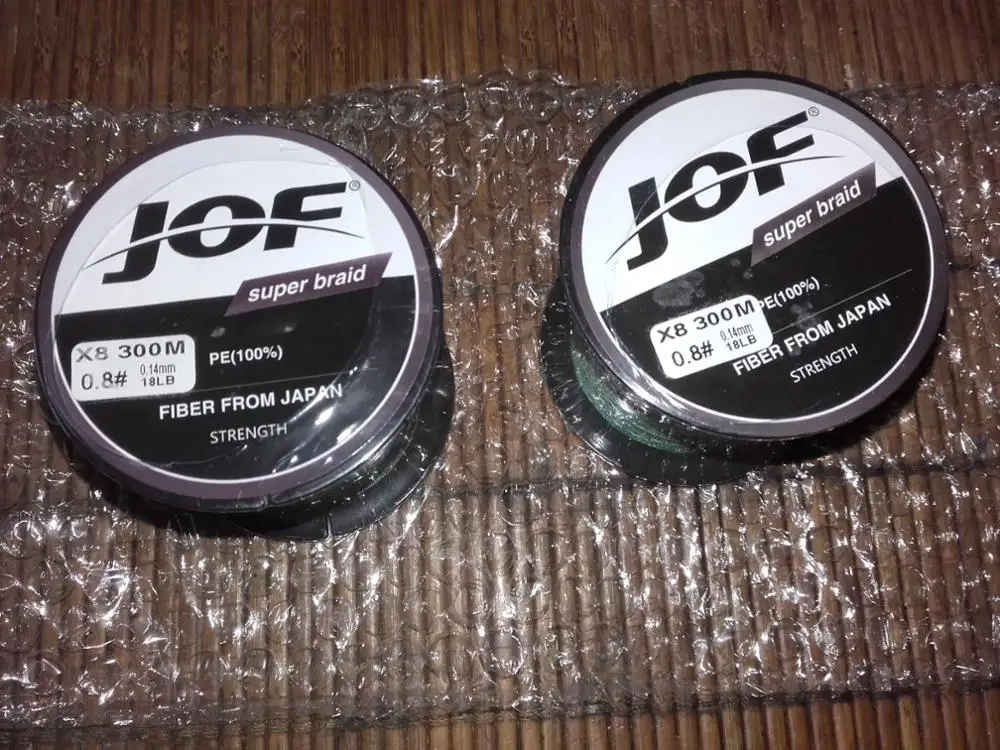 JOF®
super braid
X8 300M
0.8# 0.14mm
18LB
PE(100%)
FIBER FROM JAPAN
STRENGTH
JOF®
super braid
X8 300M
0.8# 0.14mm
18LB
PE(100%)
FIBER FROM JAPAN
STRENGTH